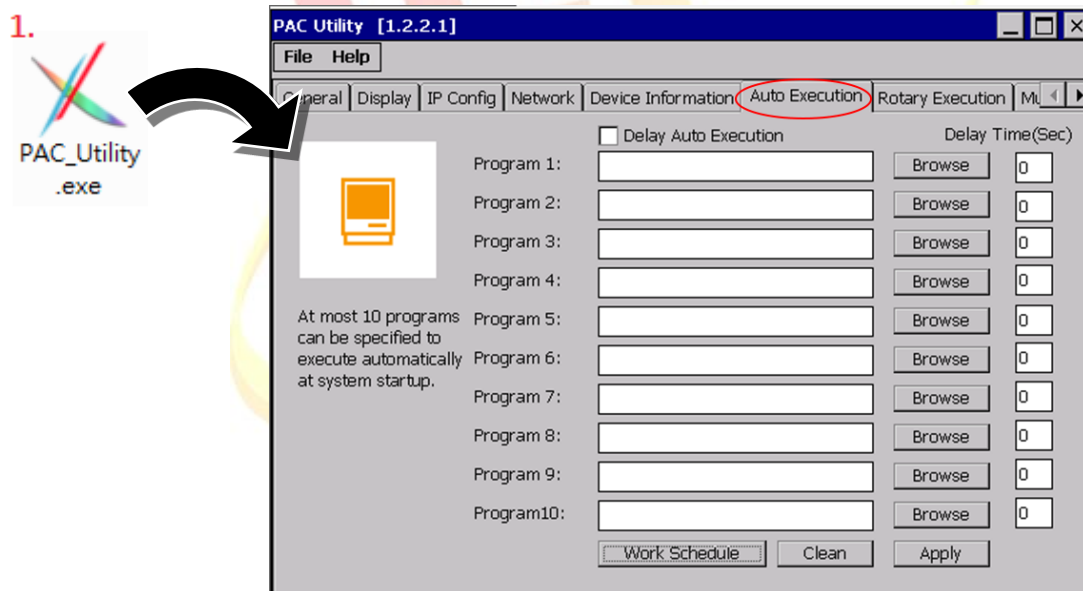 1.
PAC_Utility
.exe
PAC Utility [1.2.2.1]
File Help
General Display IP Config Network Device Information Auto Execution Rotary Execution
Delay Auto Execution Delay Time(Sec)
Program 1: Browse 0
Program 2: Browse 0
Program 3: Browse 0
Program 4: Browse 0
At most 10 programs
can be specified to
execute automatically
at system startup.
Program 5: Browse 0
Program 6: Browse 0
Program 7: Browse 0
Program 8: Browse 0
Program 9: Browse 0
Program10: Browse 0
Work Schedule Clean Apply